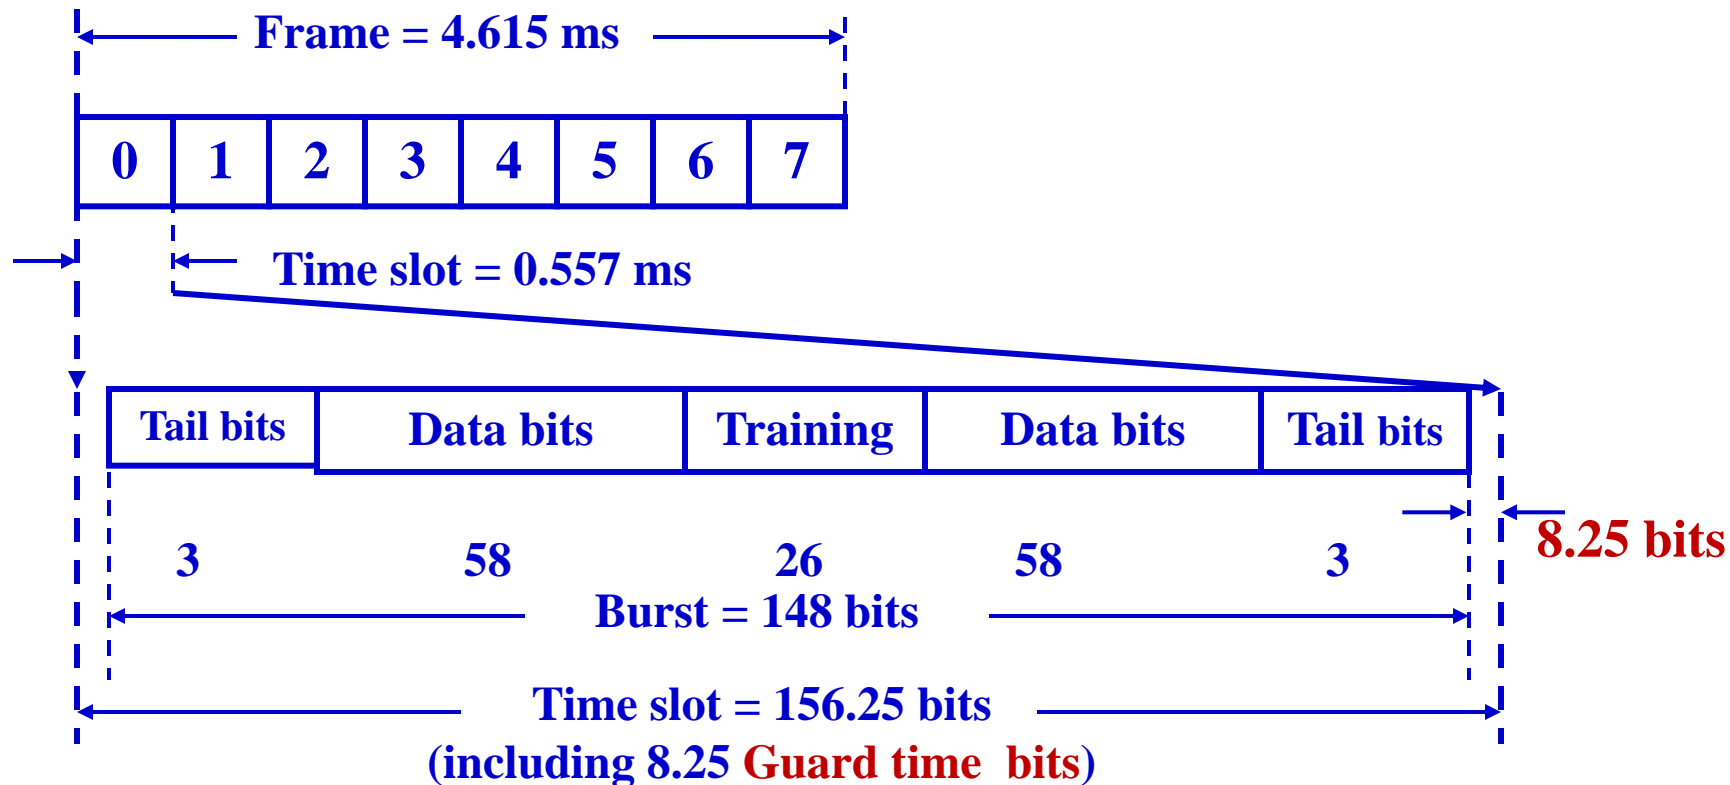 Frame = 4.615 ms
0 1 2 3 4 5 6 7
Time slot = 0.557 ms
Tail bits Data bits Training Data bits Tail bits
8.25 bits
3 58 26 58 3
Burst = 148 bits
Time slot = 156.25 bits
(including 8.25 Guard time bits)